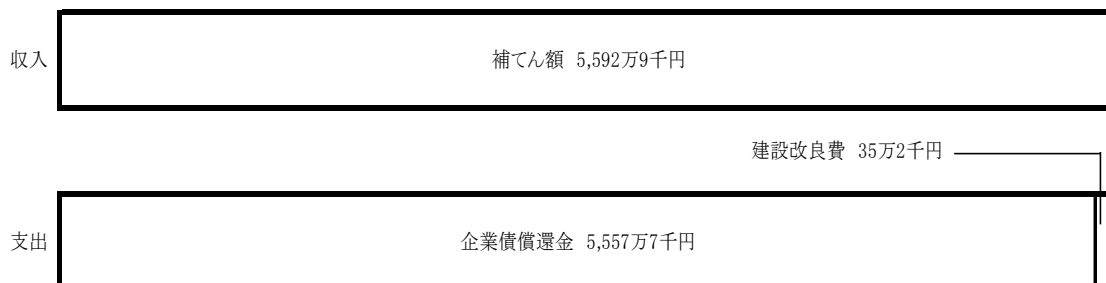 収入
補てん額 5,592万9千円
建設改良費 35万2千円
支出
企業債償還金 5,557万7千円